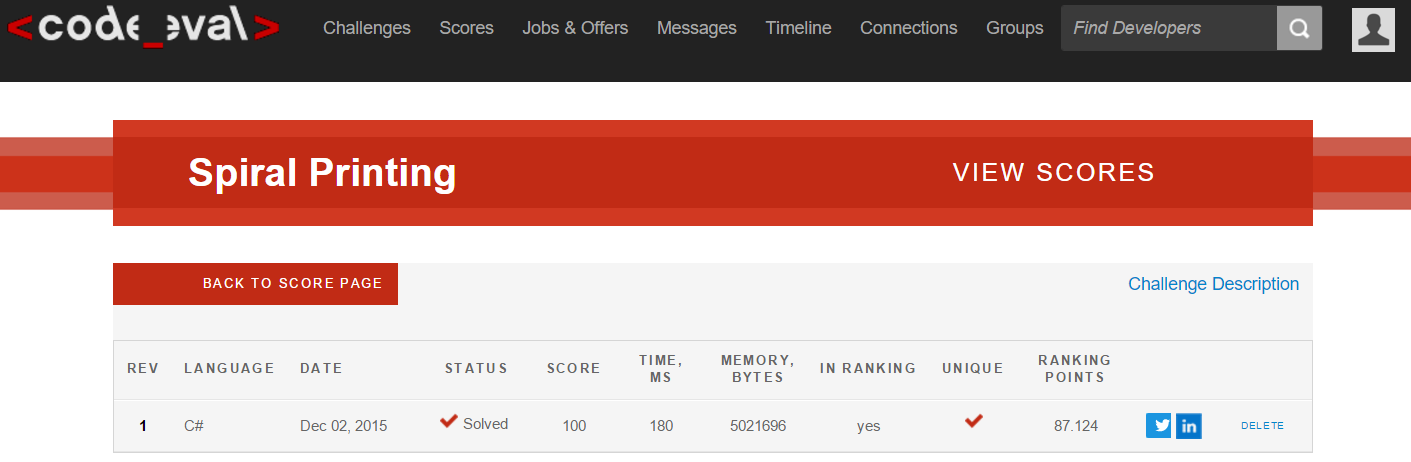 <code_eval>
Challenges Scores Jobs & Offers Messages Timeline Connections Groups Find Developers
Spiral Printing VIEW SCORES
BACK TO SCORE PAGE Challenge Description
REV LANGUAGE DATE STATUS SCORE TIME, MS MEMORY, BYTES IN RANKING UNIQUE RANKING POINTS
1 C# Dec 02, 2015 Solved 100 180 5021696 yes 87.124 in DELETE